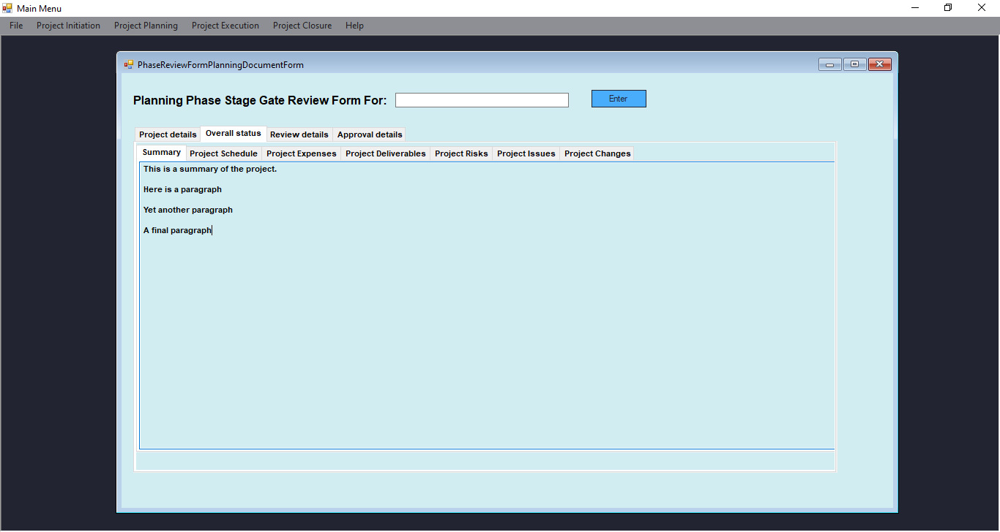 Main Menu
File Project Initiation Project Planning Project Execution Project Closure Help
PhaseReviewFormPlanningDocumentForm
Planning Phase Stage Gate Review Form For: Enter
Project details Overall status Review details Approval details
Summary Project Schedule Project Expenses Project Deliverables Project Risks Project Issues Project Changes
This is a summary of the project.
Here is a paragraph
Yet another paragraph
A final paragraph